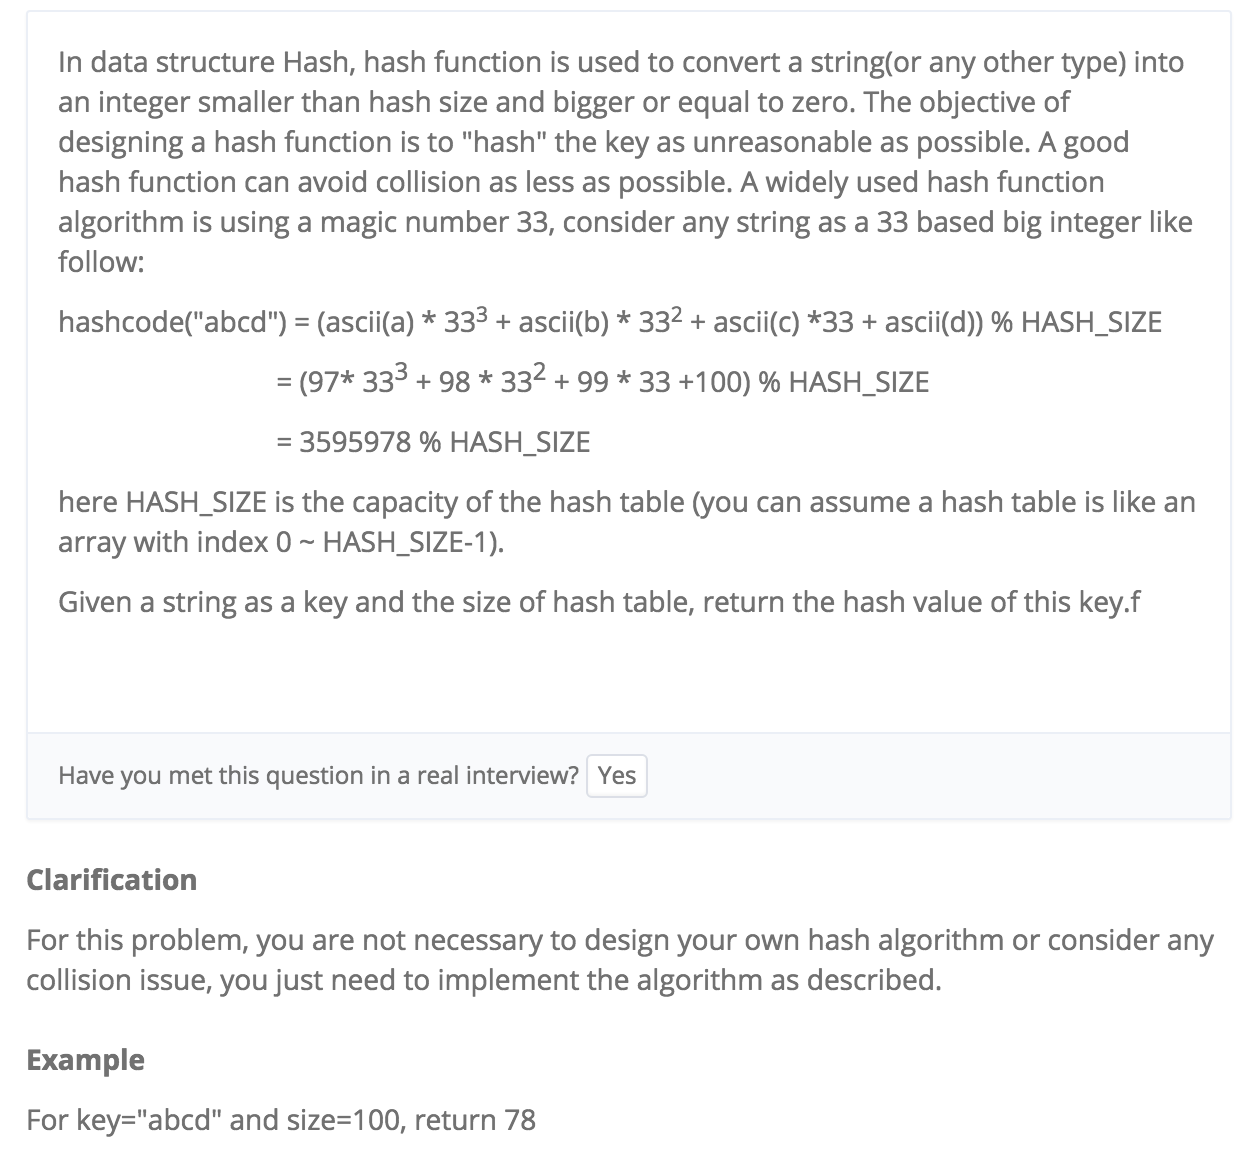 In data structure Hash, hash function is used to convert a string(or any other type) into
an integer smaller than hash size and bigger or equal to zero. The objective of
designing a hash function is to "hash" the key as unreasonable as possible. A good
hash function can avoid collision as less as possible. A widely used hash function
algorithm is using a magic number 33, consider any string as a 33 based big integer like
follow:
hashcode("abcd") = (ascii(a) * 33³ + ascii(b) * 33² + ascii(c) *33 + ascii(d)) % HASH_SIZE
= (97* 33³ + 98 * 33² + 99 * 33 +100) % HASH_SIZE
= 3595978 % HASH_SIZE
here HASH_SIZE is the capacity of the hash table (you can assume a hash table is like an
array with index 0 ~ HASH_SIZE-1).
Given a string as a key and the size of hash table, return the hash value of this key.f
Have you met this question in a real interview? Yes
Clarification
For this problem, you are not necessary to design your own hash algorithm or consider any
collision issue, you just need to implement the algorithm as described.
Example
For key="abcd" and size=100, return 78